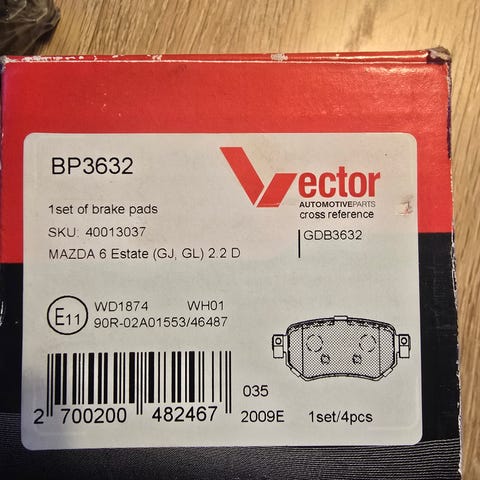 BP3632
Vector
AUTOMOTIVEPARTS
cross reference
GDB3632
1set of brake pads
SKU: 40013037
MAZDA 6 Estate (GJ, GL) 2.2 D
E11
WD1874 WH01
90R-02A01553/46487
2 700200 482467
035
2009E 1set/4pcs